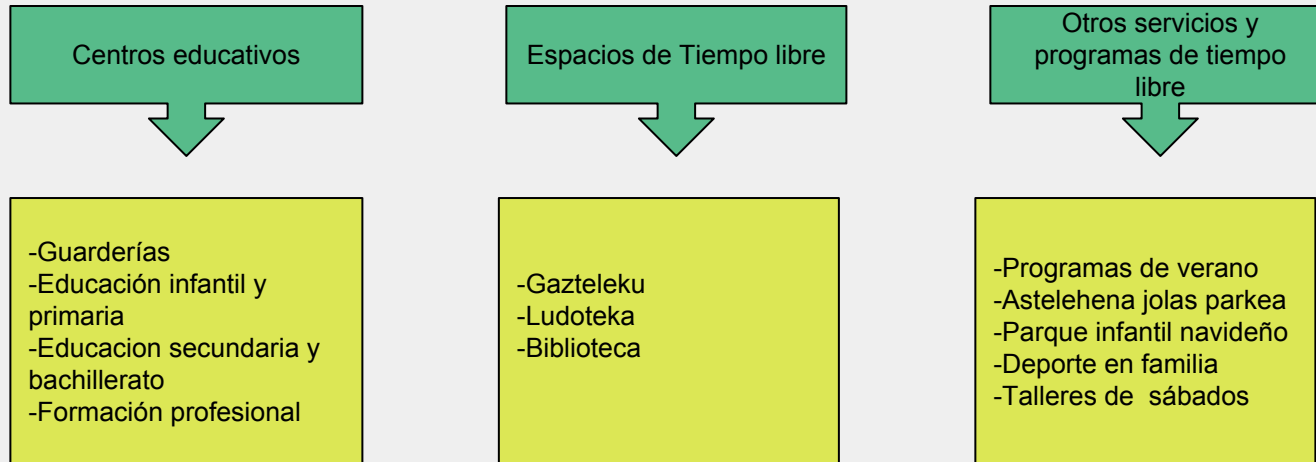 Centros educativos
Espacios de Tiempo libre
Otros servicios y
programas de tiempo
libre
-Guarderías
-Educación infantil y
primaria
-Educacion secundaria y
bachillerato
-Formación profesional
-Gazteleku
-Ludoteka
-Biblioteca
-Programas de verano
-Astelehena jolas parkea
-Parque infantil navideño
-Deporte en familia
-Talleres de  sábados